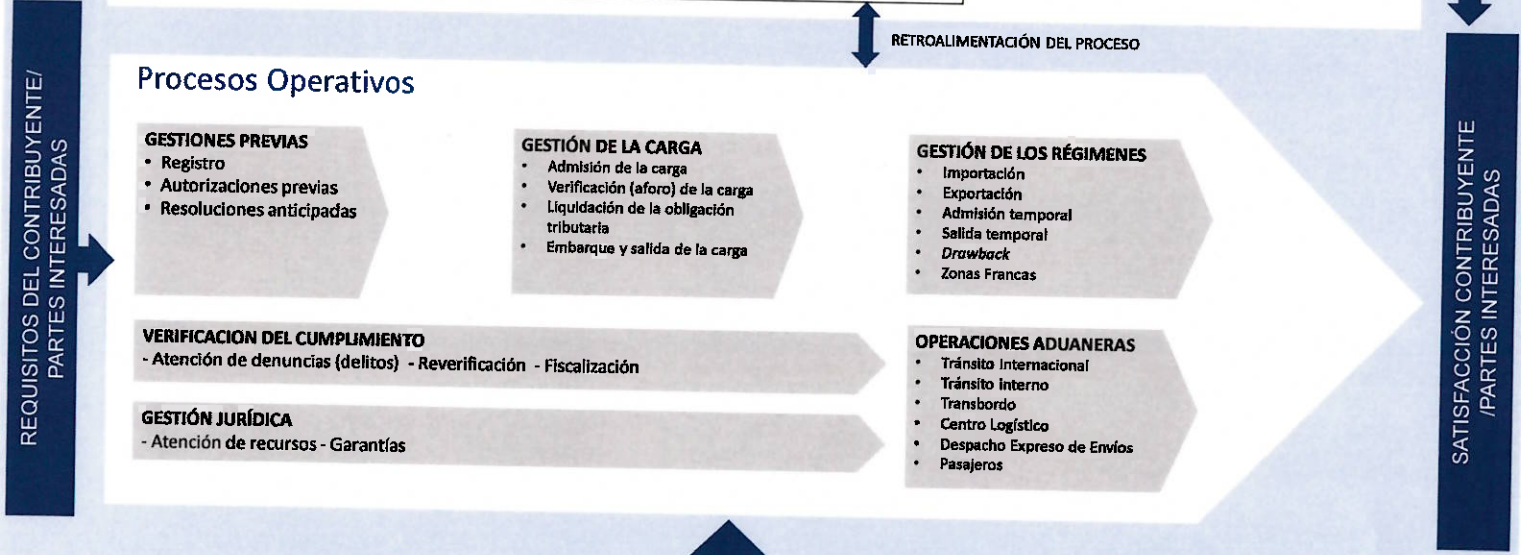 RETROALIMENTACIÓN DEL PROCESO
REQUISITOS DEL CONTRIBUYENTE/
PARTES INTERESADAS
Procesos Operativos
GESTIONES PREVIAS
• Registro
• Autorizaciones previas
• Resoluciones anticipadas
GESTIÓN DE LA CARGA
• Admisión de la carga
• Verificación (aforo) de la carga
• Liquidación de la obligación
tributaria
• Embarque y salida de la carga
GESTIÓN DE LOS RÉGIMENES
• Importación
• Exportación
• Admisión temporal
• Salida temporal
• Drawback
• Zonas Francas
VERIFICACION DEL CUMPLIMIENTO
- Atención de denuncias (delitos) - Reverificación - Fiscalización
GESTIÓN JURÍDICA
- Atención de recursos - Garantías
OPERACIONES ADUANERAS
• Tránsito Internacional
• Tránsito interno
• Transbordo
• Centro Logístico
• Despacho Expreso de Envíos
• Pasajeros
SATISFACCIÓN CONTRIBUYENTE
/PARTES INTERESADAS